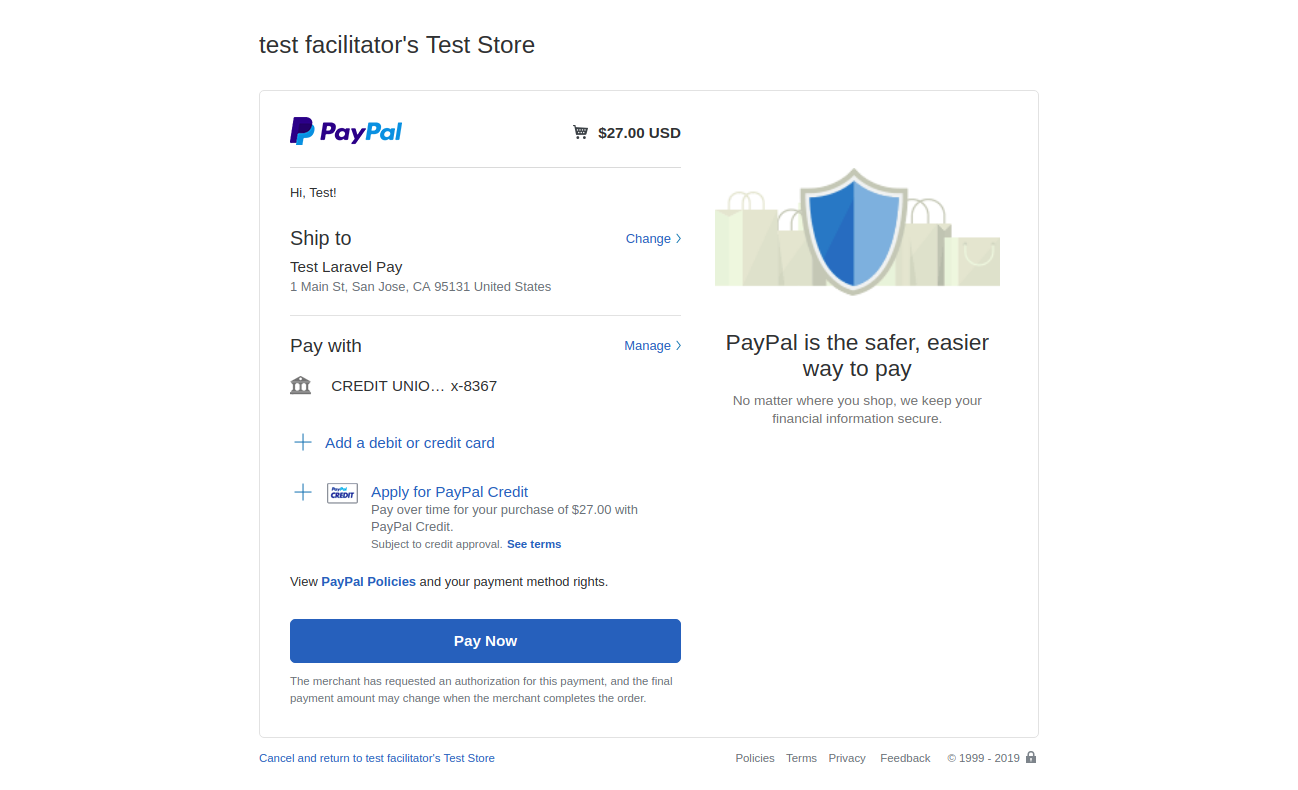 test facilitator's Test Store
PayPal
$27.00 USD
Hi, Test!
Ship to
Change
Test Laravel Pay
1 Main St, San Jose, CA 95131 United States
Pay with
Manage
CREDIT UNIO… x-8367
Add a debit or credit card
PayPal
CREDIT
Apply for PayPal Credit
Pay over time for your purchase of $27.00 with
PayPal Credit.
Subject to credit approval. See terms
View PayPal Policies and your payment method rights.
Pay Now
The merchant has requested an authorization for this payment, and the final
payment amount may change when the merchant completes the order.
PayPal is the safer, easier
way to pay
No matter where you shop, we keep your
financial information secure.
Cancel and return to test facilitator's Test Store
Policies Terms Privacy Feedback © 1999 - 2019